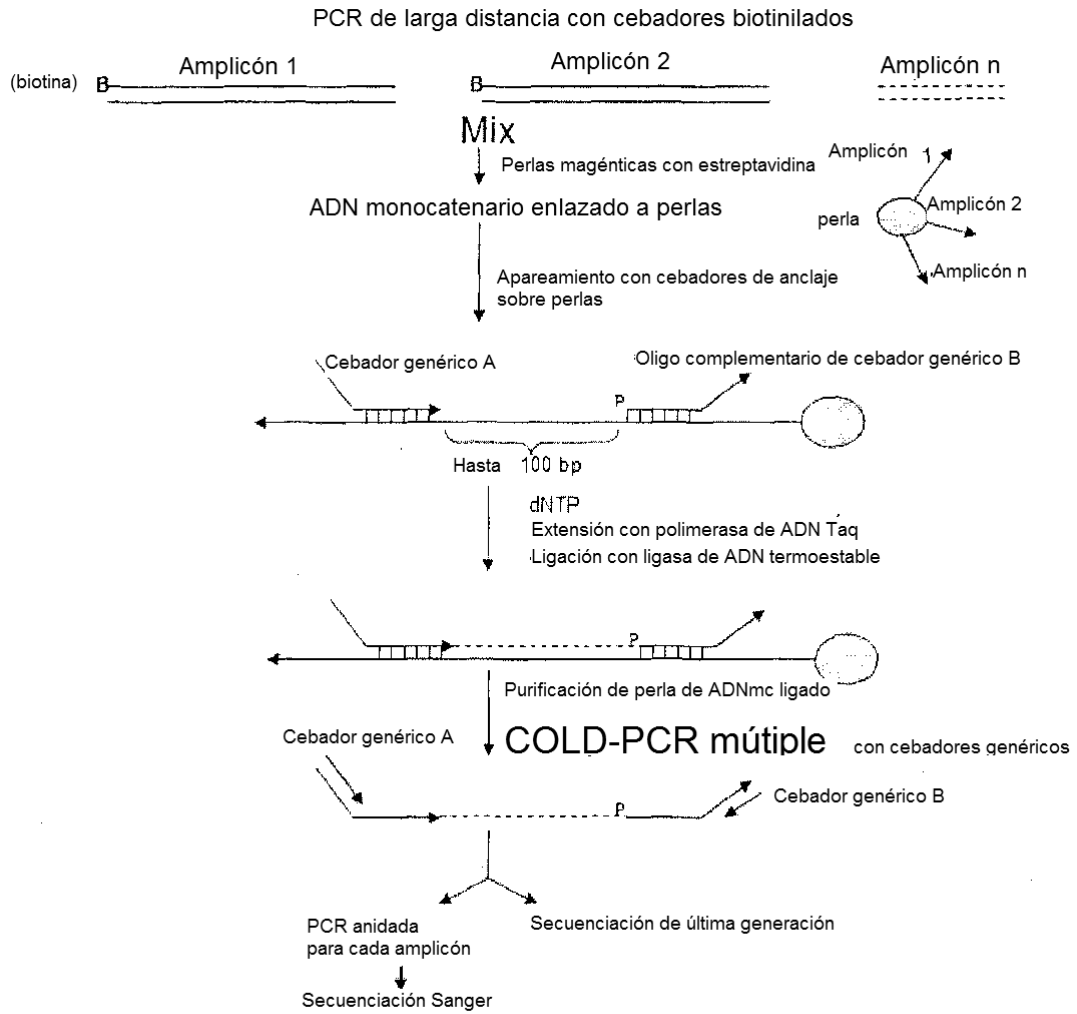 PCR de larga distancia con cebadores biotinilados
(biotina) B Amplicón 1 B Amplicón 2 Amplicón n
Mix
Perlas magénticas con estreptavidina
Amplicón 1
ADN monocatenario enlazado a perlas
perla
Amplicón 2
Amplicón n
Apareamiento con cebadores de anclaje
sobre perlas
Cebador genérico A
Oligo complementario de cebador genérico B
P
Hasta 100 bp
dNTP
Extensión con polimerasa de ADN Taq
Ligación con ligasa de ADN termoestable
P
Purificación de perla de ADNmc ligado
Cebador genérico A
COLD-PCR mútiple con cebadores genéricos
Cebador genérico B
P
PCR anidada
para cada amplicón
Secuenciación de última generación
Secuenciación Sanger